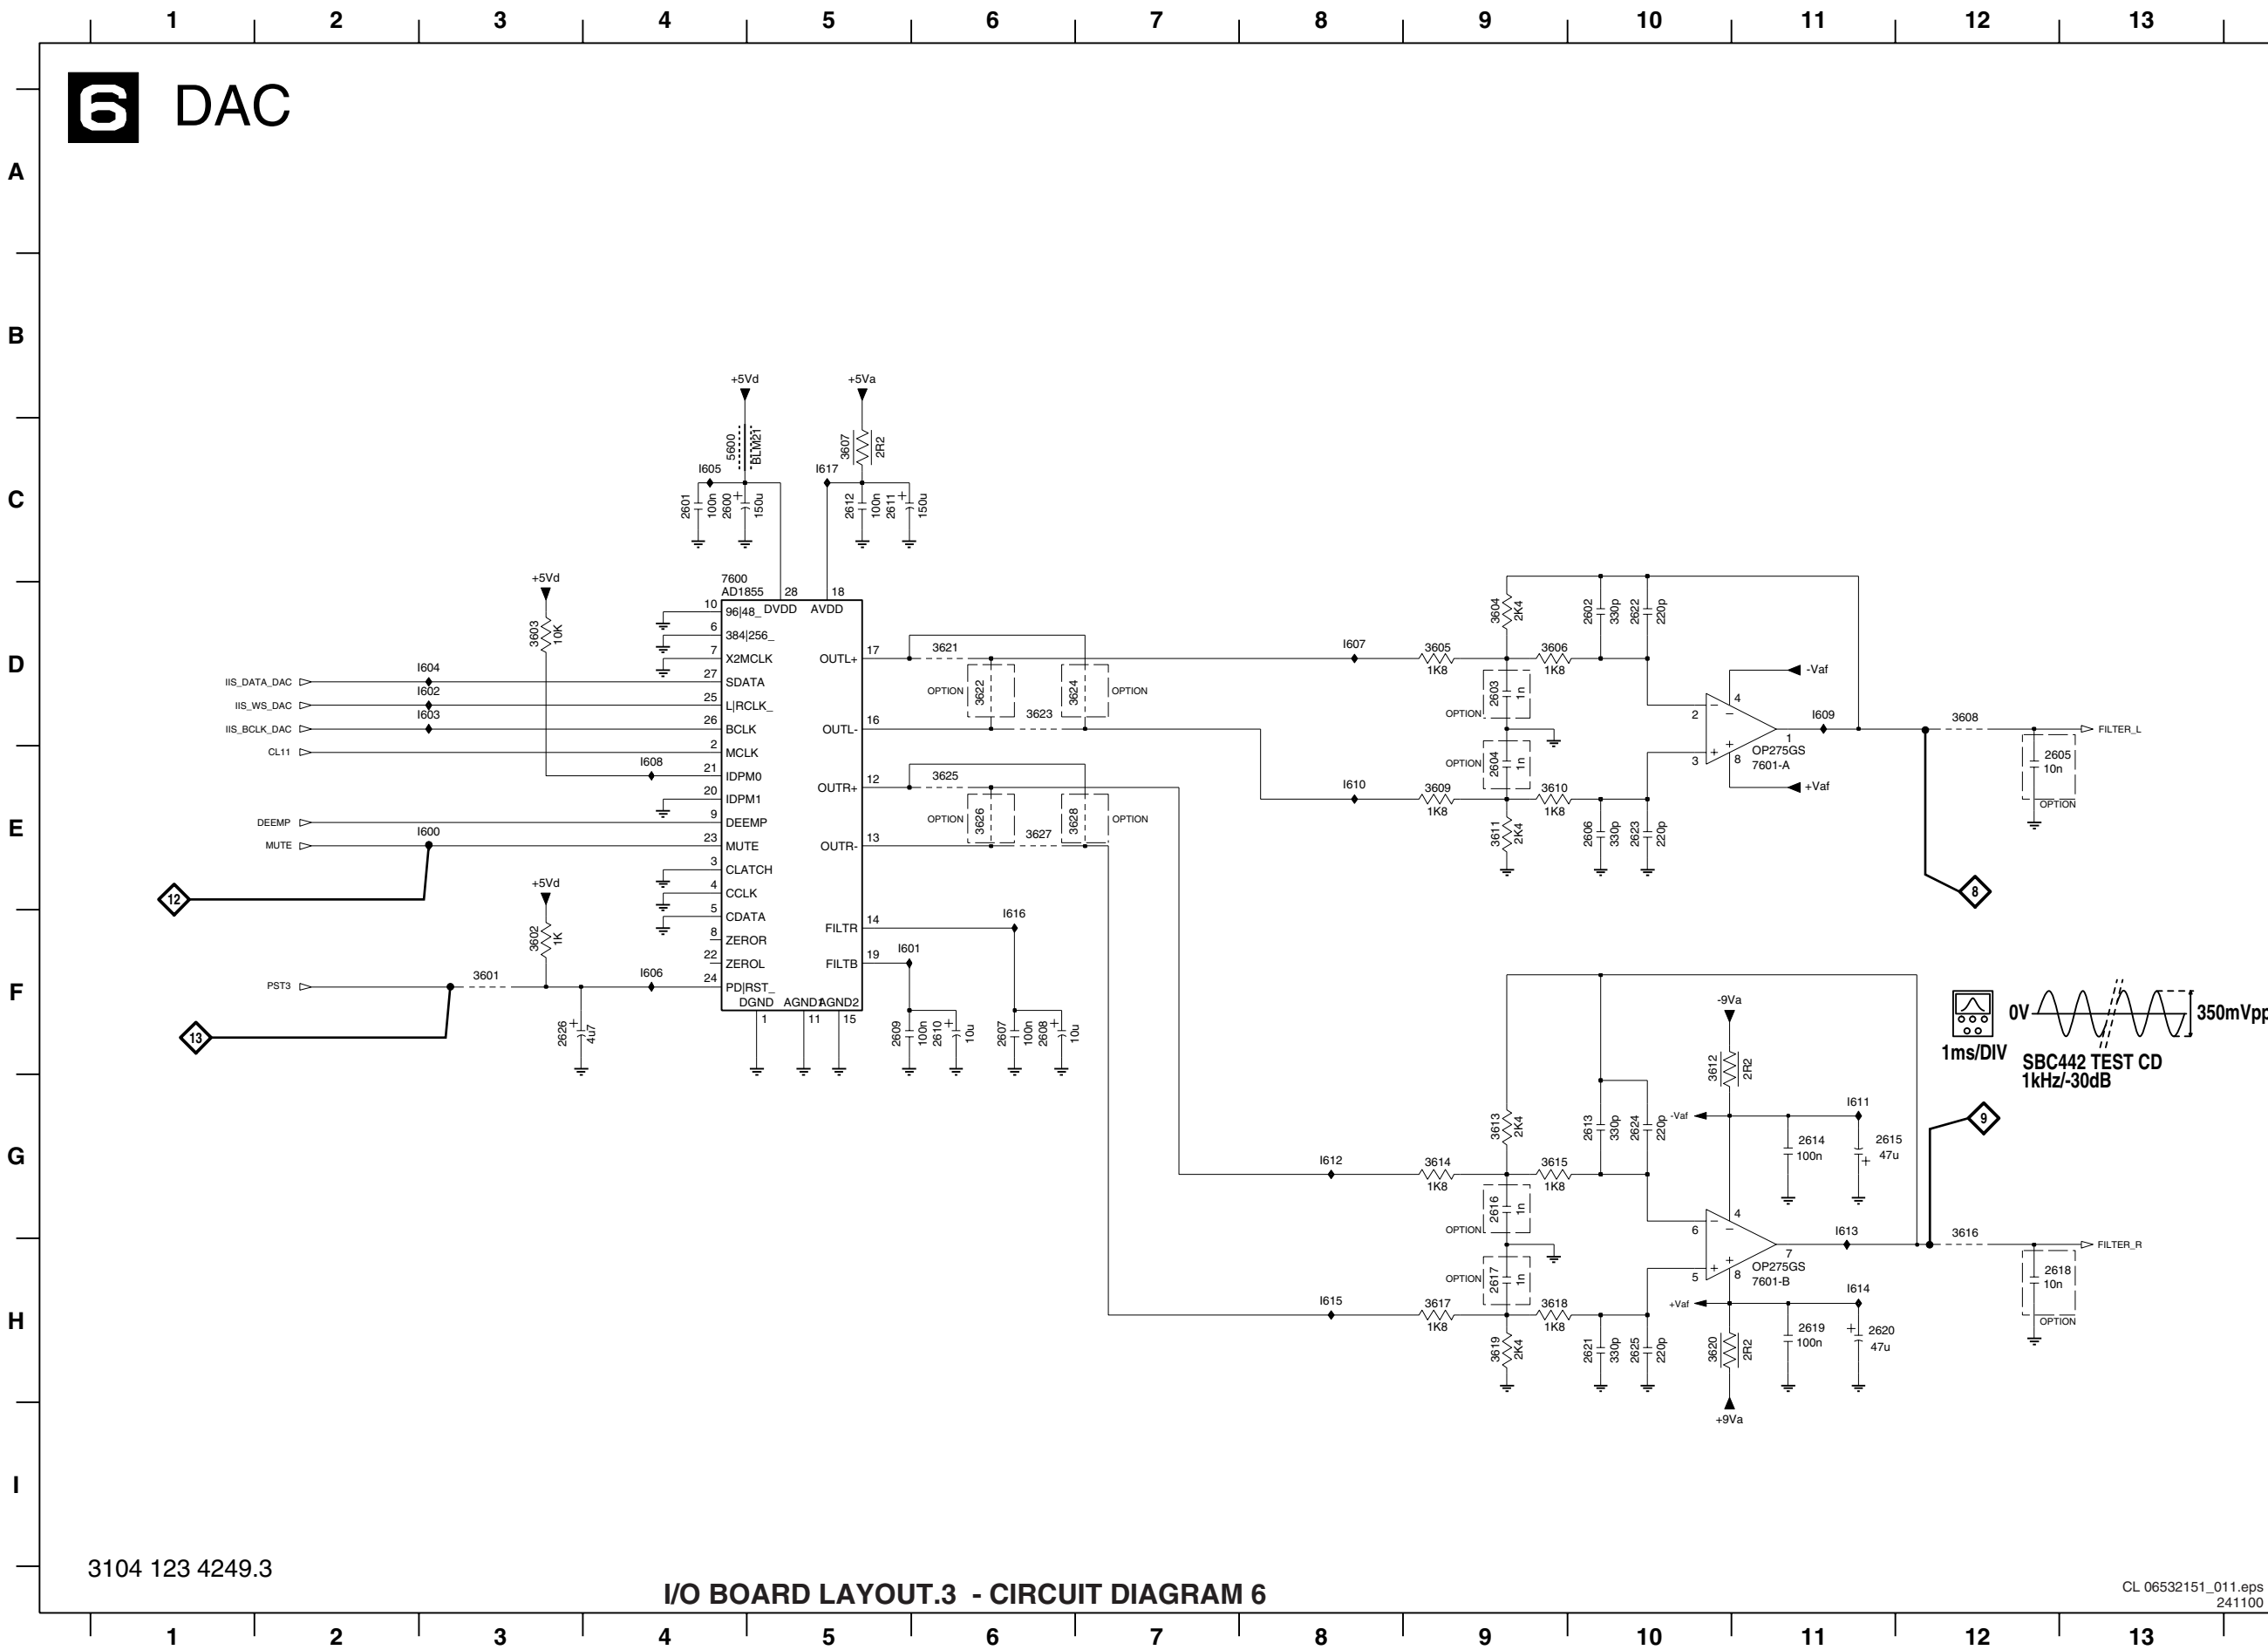 1 2 3 4 5 6 7 8 9 10 11 12 13
6 DAC
A
B
+5Vd +5Va
5600 BLM21
3607 2R2
I605 I617
C
2601 100n 2600 + 150u
2612 100n 2611 + 150u
+5Vd
3603 10K
7600
AD1855
28 18
DVDD AVDD
10 96|48_
6 384|256_
7 X2MCLK
27 SDATA
25 L|RCLK_
26 BCLK
2 MCLK
21 IDPM0
20 IDPM1
9 DEEMP
23 MUTE
3 CLATCH
4 CCLK
5 CDATA
8 ZEROR
22 ZEROL
24 PD|RST_
OUTL+ 17
OUTL- 16
OUTR+ 12
OUTR- 13
FILTR 14
FILTB 19
DGND AGND1 AGND2
1 11 15
D
IIS_DATA_DAC I604
IIS_WS_DAC I602
IIS_BCLK_DAC I603
CL11
I608
3621
OPTION 3622 3624 OPTION
3623
I607
3605 1K8
3606 1K8
3604 2K4
2602 330p
2622 220p
OPTION 2603 1n
OPTION 2604 1n
-Vaf
4
2 −
−
3 +
+
8
1
OP275GS
7601-A
+Vaf
I609
3608
FILTER_L
2605
10n
OPTION
E
DEEMP
MUTE I600
3625
OPTION 3626 3628 OPTION
3627
I610
3609 1K8
3610 1K8
3611 2K4
2606 330p
2623 220p
12
8
+5Vd
3602 1K
I616
I601
F
PST3
3601
I606
13
2626 + 4u7
2609 100n 2610 + 10u
2607 100n 2608 + 10u
-9Va
3612 2R2
0V
350mVpp
1ms/DIV
SBC442 TEST CD
1kHz/-30dB
9
G
3613 2K4
2613 330p
2624 220p
-Vaf
I611
2614
100n
2615
+ 47u
I612
3614 1K8
3615 1K8
OPTION 2616 1n
4
6 −
−
5 +
+
8
7
OP275GS
7601-B
I613
3616
FILTER_R
2618
10n
OPTION
H
OPTION 2617 1n
I615
3617 1K8
3618 1K8
3619 2K4
2621 330p
2625 220p
+Vaf
I614
3620 2R2
2619
100n
+ 2620
47u
+9Va
I
3104 123 4249.3
I/O BOARD LAYOUT.3 - CIRCUIT DIAGRAM 6
CL 06532151_011.eps
241100
1 2 3 4 5 6 7 8 9 10 11 12 13